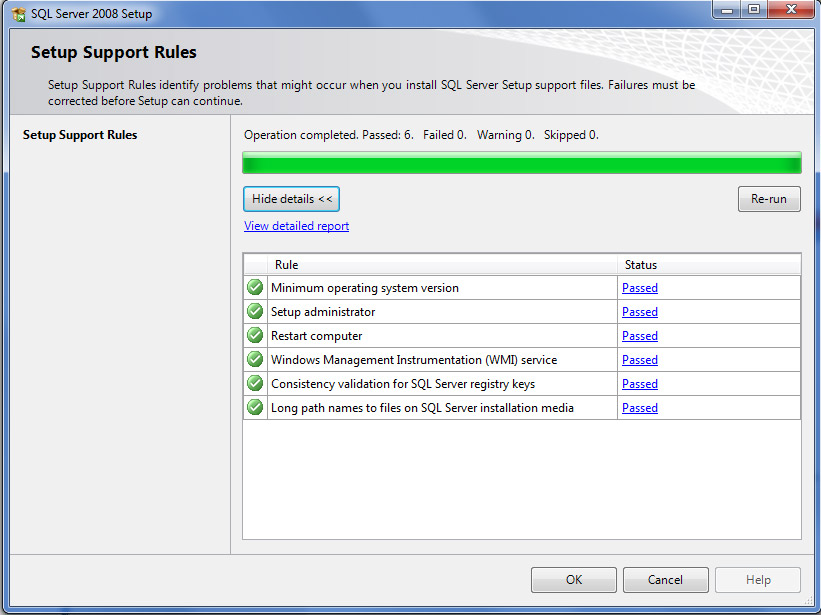 SQL Server 2008 Setup
Setup Support Rules
Setup Support Rules identify problems that might occur when you install SQL Server Setup support files. Failures must be
corrected before Setup can continue.
Setup Support Rules
Operation completed. Passed: 6. Failed 0. Warning 0. Skipped 0.
Hide details <<
Re-run
View detailed report
Rule Status
Minimum operating system version Passed
Setup administrator Passed
Restart computer Passed
Windows Management Instrumentation (WMI) service Passed
Consistency validation for SQL Server registry keys Passed
Long path names to files on SQL Server installation media Passed
OK Cancel Help